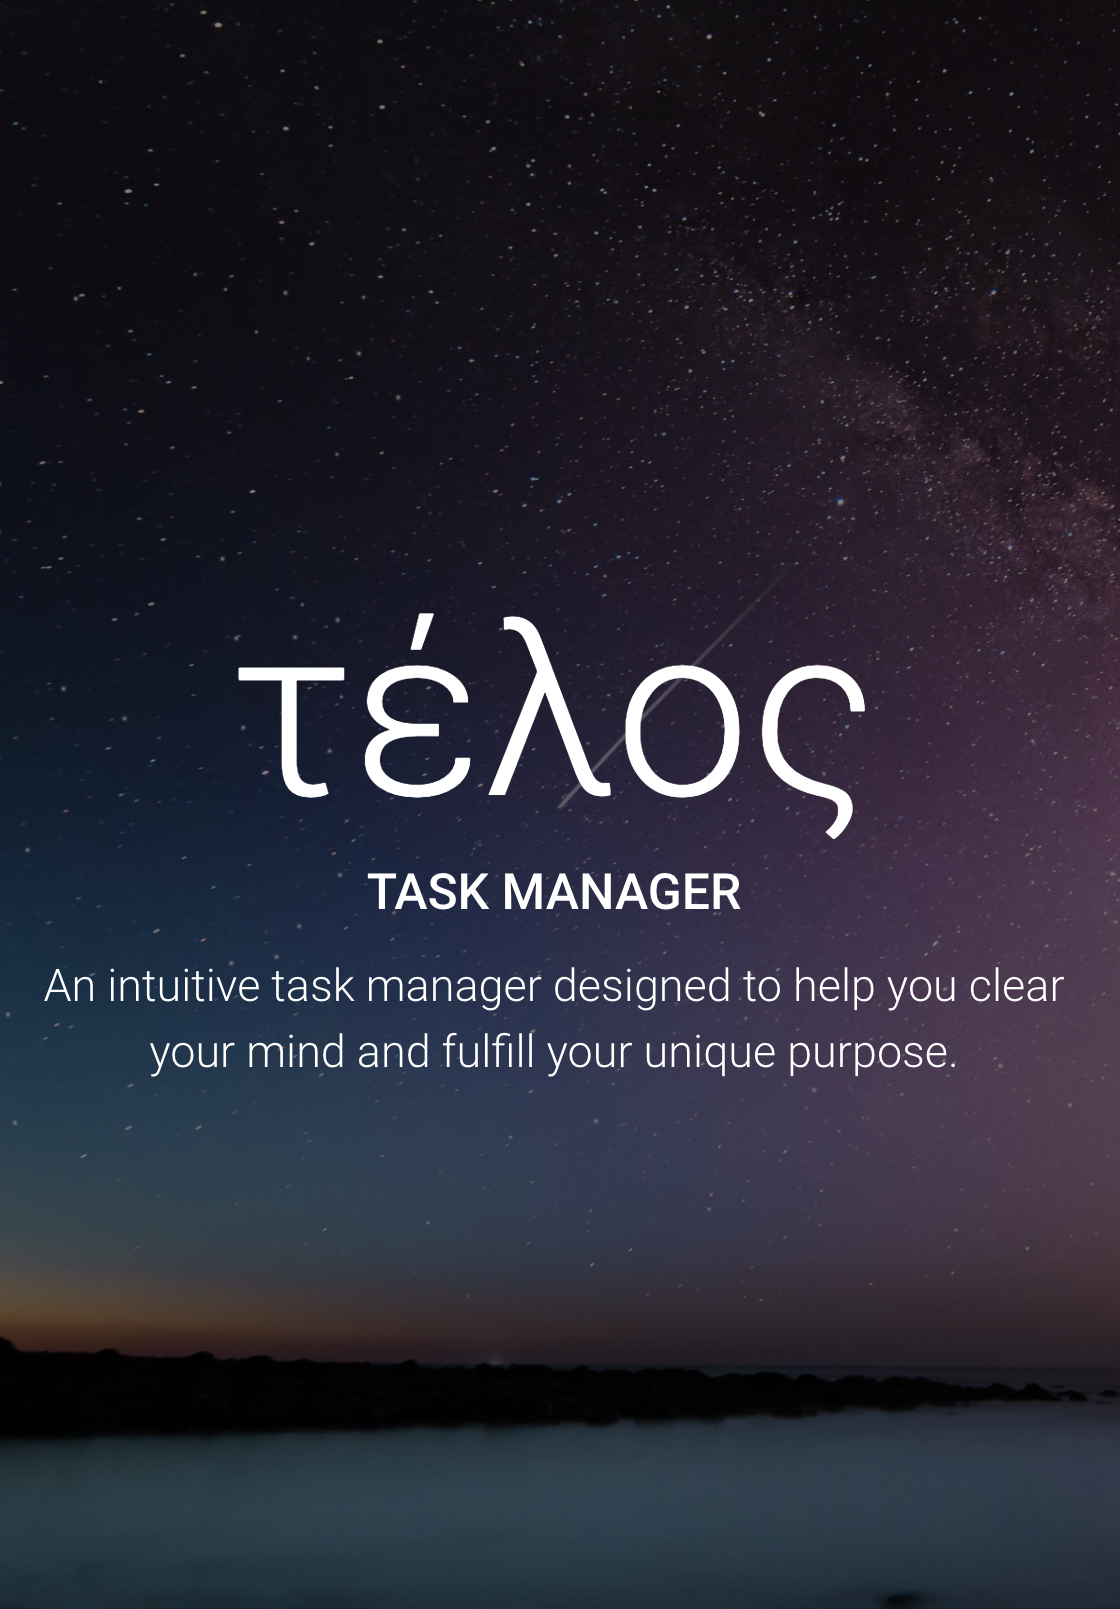 τέλος
TASK MANAGER
An intuitive task manager designed to help you clear
your mind and fulfill your unique purpose.